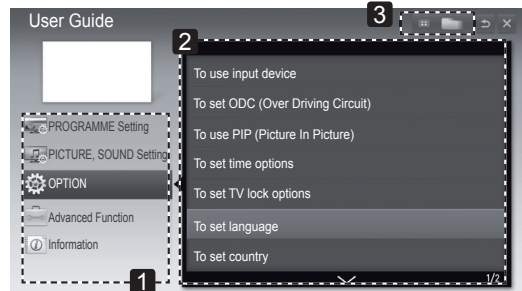 User Guide
3
2
To use input device
To set ODC (Over Driving Circuit)
To use PIP (Picture In Picture)
To set time options
To set TV lock options
To set language
To set country
1/2
PROGRAMME Setting
PICTURE, SOUND Setting
OPTION
Advanced Function
Information
1